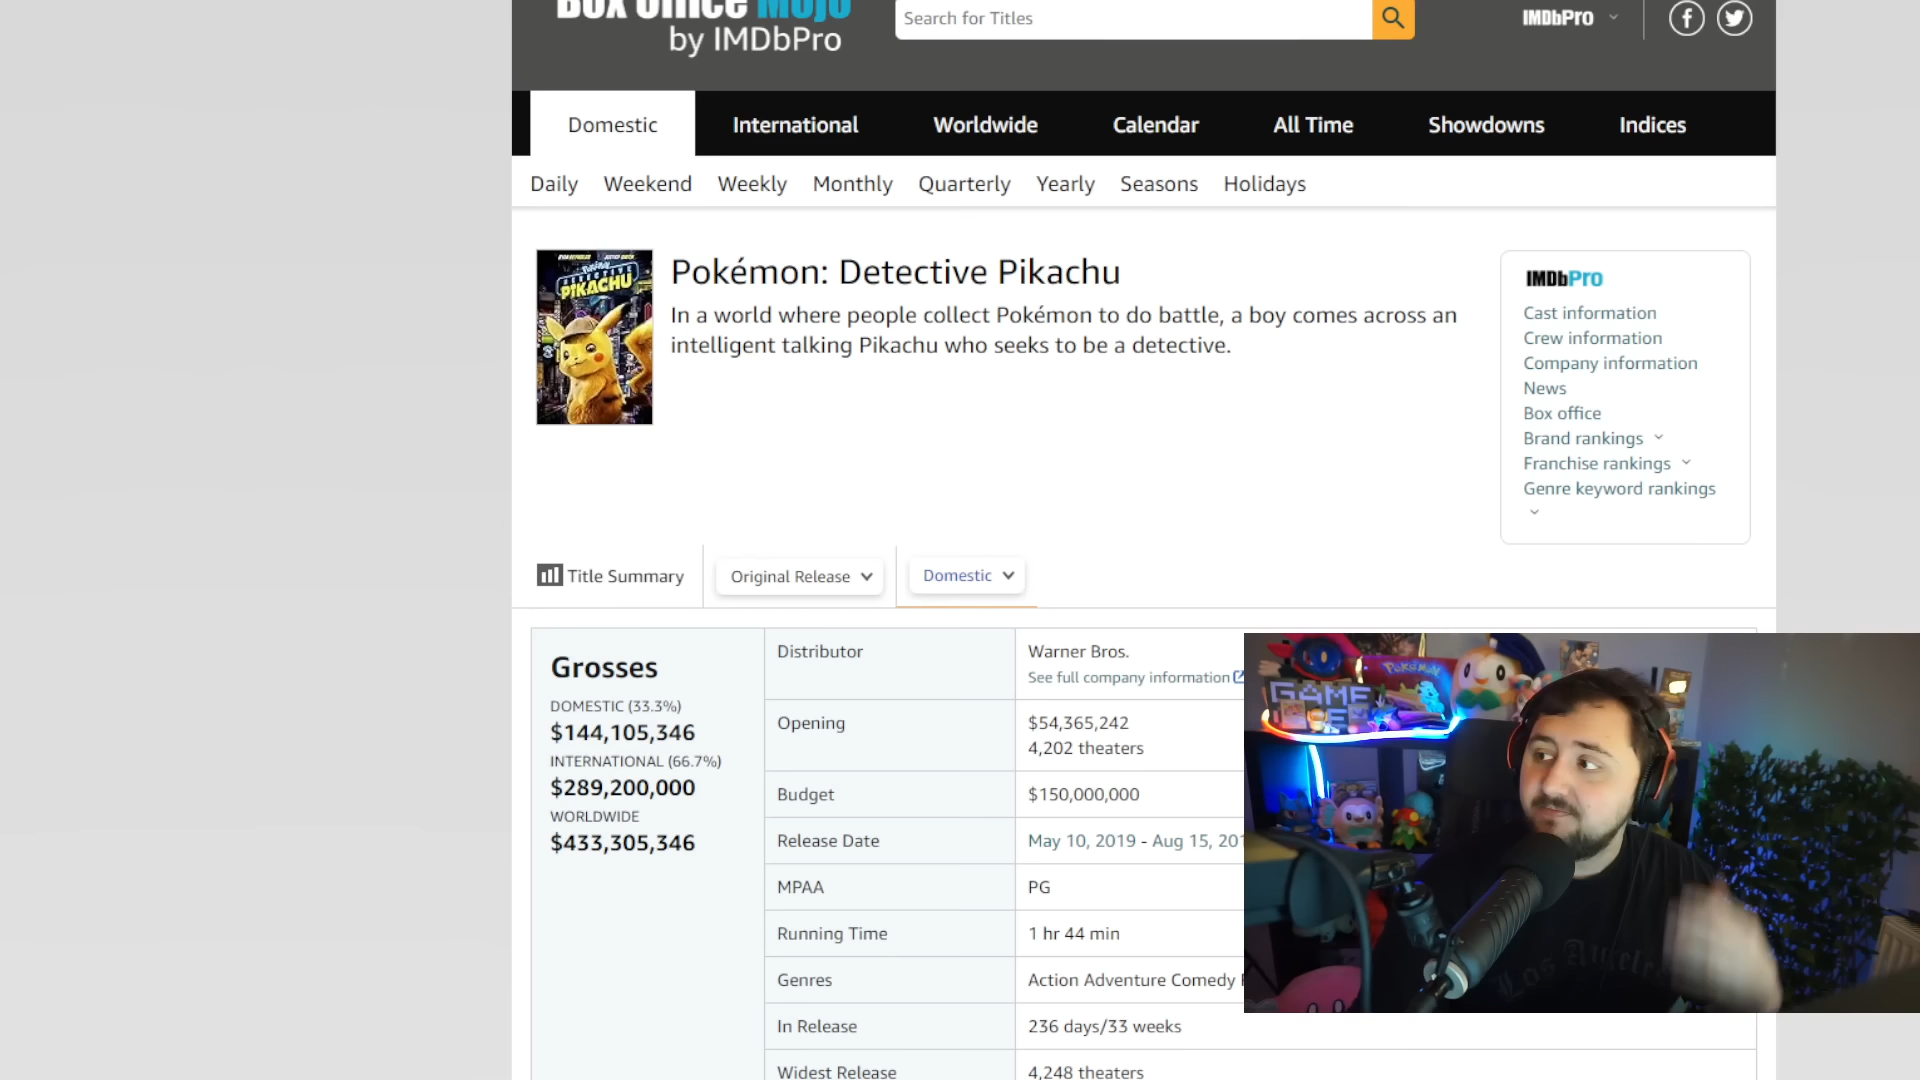 Box Office Mojo
by IMDbPro
Search for Titles
IMDbPro
Domestic
International
Worldwide
Calendar
All Time
Showdowns
Indices
Daily
Weekend
Weekly
Monthly
Quarterly
Yearly
Seasons
Holidays
DETECTIVE
PIKACHU
Pokémon: Detective Pikachu
In a world where people collect Pokémon to do battle, a boy comes across an
intelligent talking Pikachu who seeks to be a detective.
IMDbPro
Cast information
Crew information
Company information
News
Box office
Brand rankings
Franchise rankings
Genre keyword rankings
Title Summary
Original Release
Domestic
Grosses
DOMESTIC (33.3%)
$144,105,346
INTERNATIONAL (66.7%)
$289,200,000
WORLDWIDE
$433,305,346
Distributor
Warner Bros.
See full company information
Opening
$54,365,242
4,202 theaters
Budget
$150,000,000
Release Date
May 10, 2019 - Aug 15, 201
MPAA
PG
Running Time
1 hr 44 min
Genres
Action Adventure Comedy
In Release
236 days/33 weeks
Widest Release
4,248 theaters
POKÉMON
GAME
Los Angeles